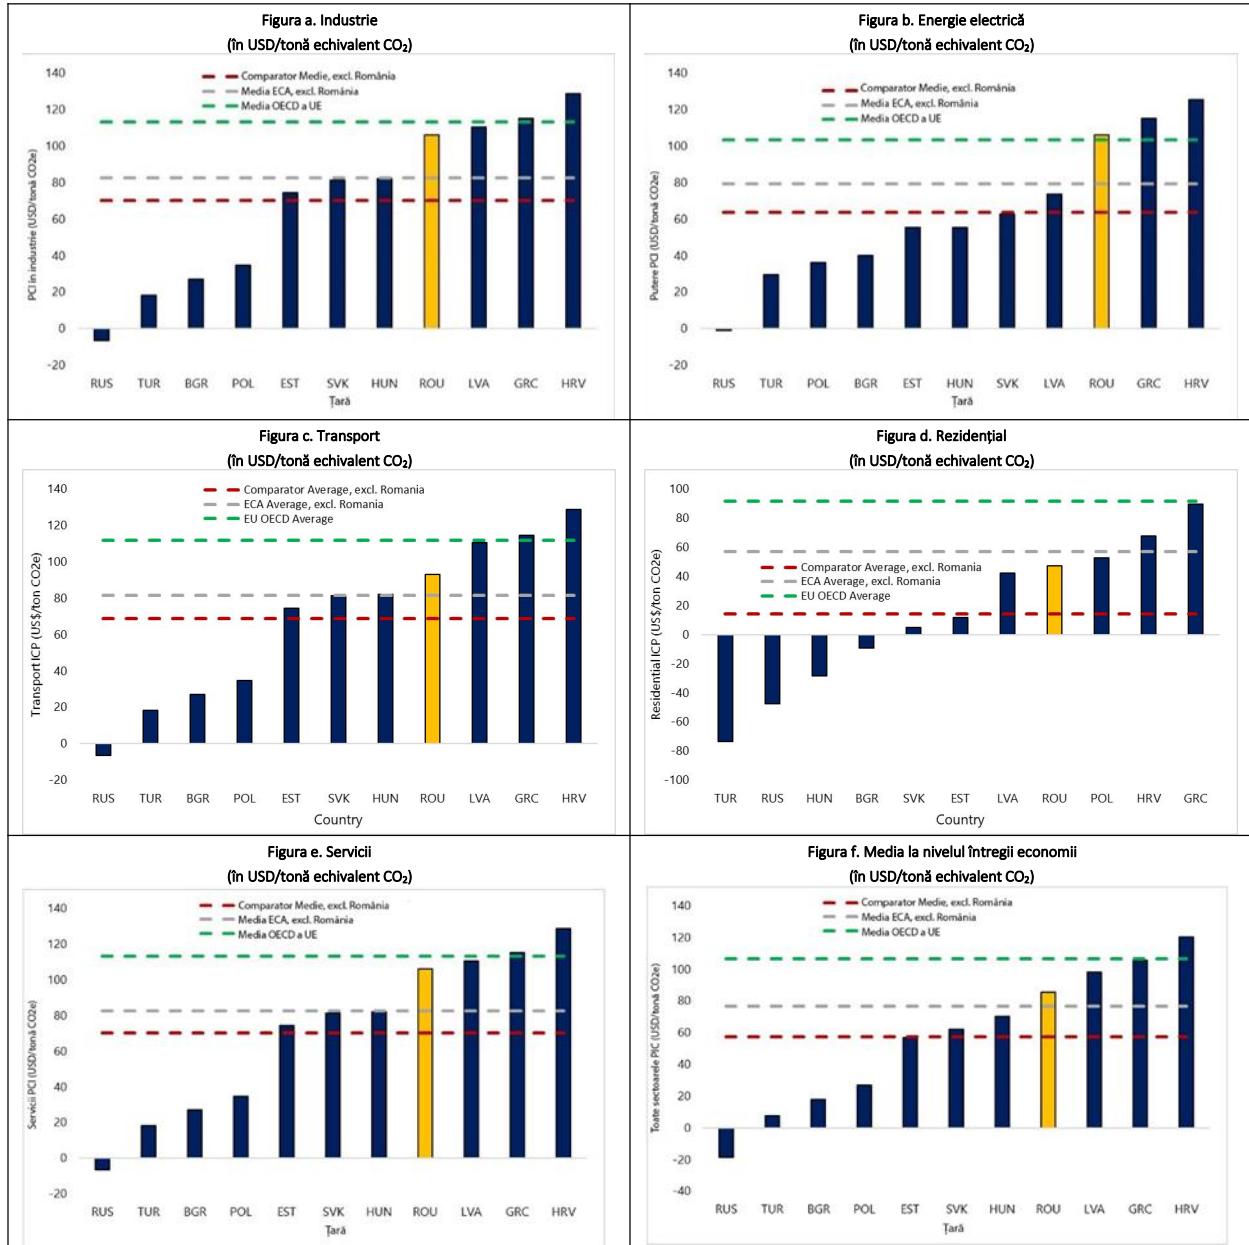 Figura a. Industrie
(în USD/tonă echivalent CO₂)
Comparator Medie, excl. România
Media ECA, excl. România
Media OECD a UE
PCI în industrie (USD/tonă CO2e)
140
120
100
80
60
40
20
0
-20
RUS TUR BGR POL EST SVK HUN ROU LVA GRC HRV
Țară
Figura b. Energie electrică
(în USD/tonă echivalent CO₂)
Comparator Medie, excl. România
Media ECA, excl. România
Media OECD a UE
Putere PCI (USD/tonă CO2e)
140
120
100
80
60
40
20
0
-20
RUS TUR POL BGR EST HUN SVK LVA ROU GRC HRV
Țară
Figura c. Transport
(în USD/tonă echivalent CO₂)
Comparator Average, excl. Romania
ECA Average, excl. Romania
EU OECD Average
Transport ICP (US$/ton CO2e)
140
120
100
80
60
40
20
0
-20
RUS TUR BGR POL EST SVK HUN ROU LVA GRC HRV
Country
Figura d. Rezidențial
(în USD/tonă echivalent CO₂)
Comparator Average, excl. Romania
ECA Average, excl. Romania
EU OECD Average
Residential ICP (US$/ton CO2e)
100
80
60
40
20
0
-20
-40
-60
-80
-100
TUR RUS HUN BGR SVK EST LVA ROU POL HRV GRC
Country
Figura e. Servicii
(în USD/tonă echivalent CO₂)
Comparator Medie, excl. România
Media ECA, excl. România
Media OECD a UE
Servicii PCI (USD/tonă CO2e)
140
120
100
80
60
40
20
0
-20
RUS TUR BGR POL EST SVK HUN ROU LVA GRC HRV
Țară
Figura f. Media la nivelul întregii economii
(în USD/tonă echivalent CO₂)
Comparator Medie, excl. România
Media ECA, excl. România
Media OECD a UE
Toate sectoarele PIC (USD/tonă CO2e)
140
120
100
80
60
40
20
0
-20
-40
RUS TUR BGR POL EST SVK HUN ROU LVA GRC HRV
Țară